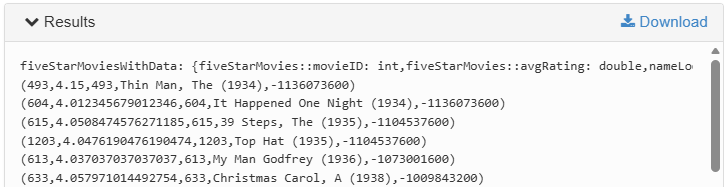 Results
Download
fiveStarMoviesWithData: {fiveStarMovies::movieID: int,fiveStarMovies::avgRating: double,nameLoo
(493,4.15,493,Thin Man, The (1934),-1136073600)
(604,4.012345679012346,604,It Happened One Night (1934),-1136073600)
(615,4.0508474576271185,615,39 Steps, The (1935),-1104537600)
(1203,4.0476190476190474,1203,Top Hat (1935),-1104537600)
(613,4.037037037037037,613,My Man Godfrey (1936),-1073001600)
(633,4.057971014492754,633,Christmas Carol, A (1938),-1009843200)